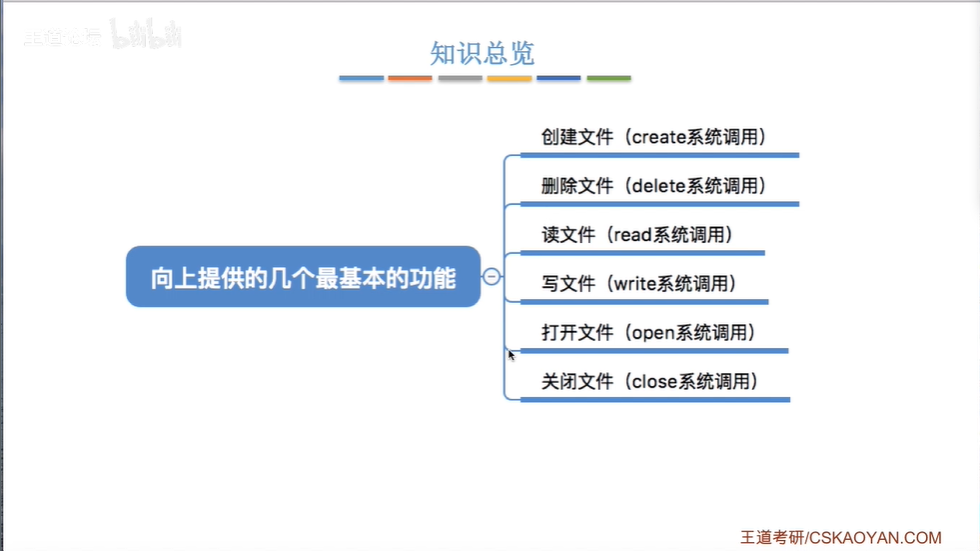 王道考研 bilibili
知识总览
创建文件（create系统调用）
删除文件（delete系统调用）
读文件（read系统调用）
向上提供的几个最基本的功能
写文件（write系统调用）
打开文件（open系统调用）
关闭文件（close系统调用）
王道考研/CSKAOYAN.COM